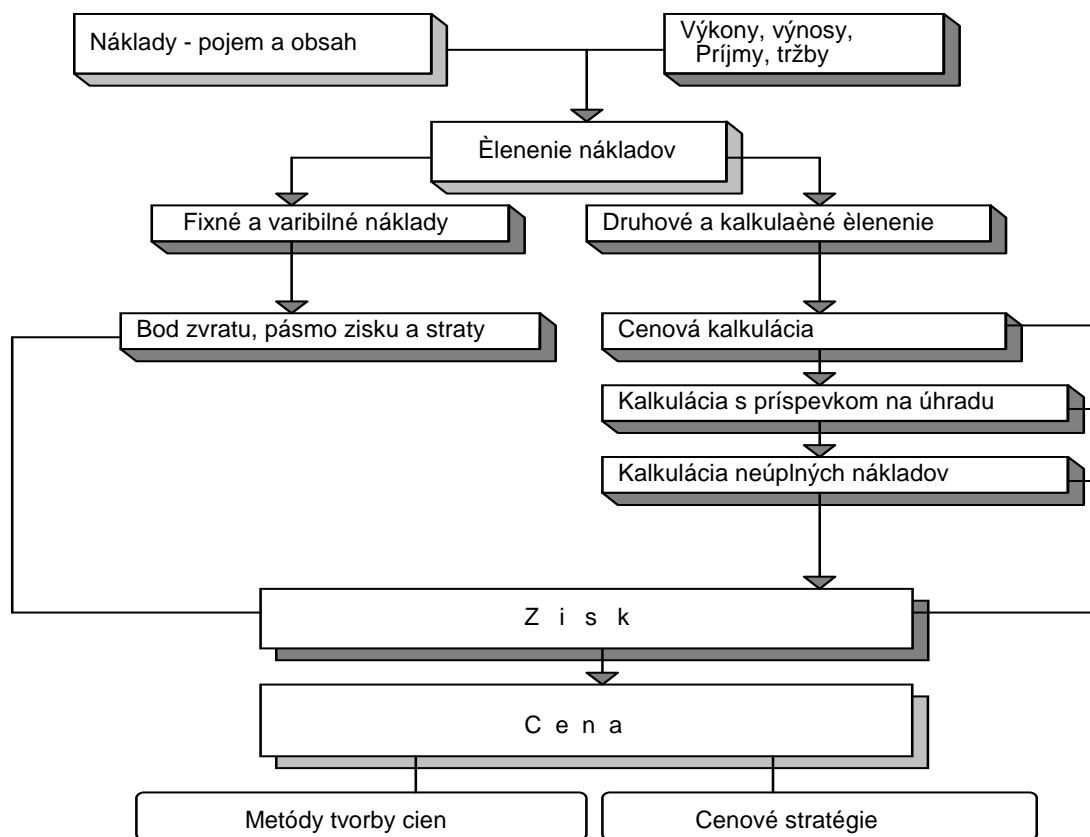 Náklady - pojem a obsah
Výkony, výnosy,
Príjmy, tržby
Èlenenie nákladov
Fixné a varibilné náklady
Druhové a kalkulaèné èlenenie
Bod zvratu, pásmo zisku a straty
Cenová kalkulácia
Kalkulácia s príspevkom na úhradu
Kalkulácia neúplných nákladov
Z i s k
C e n a
Metódy tvorby cien
Cenové stratégie